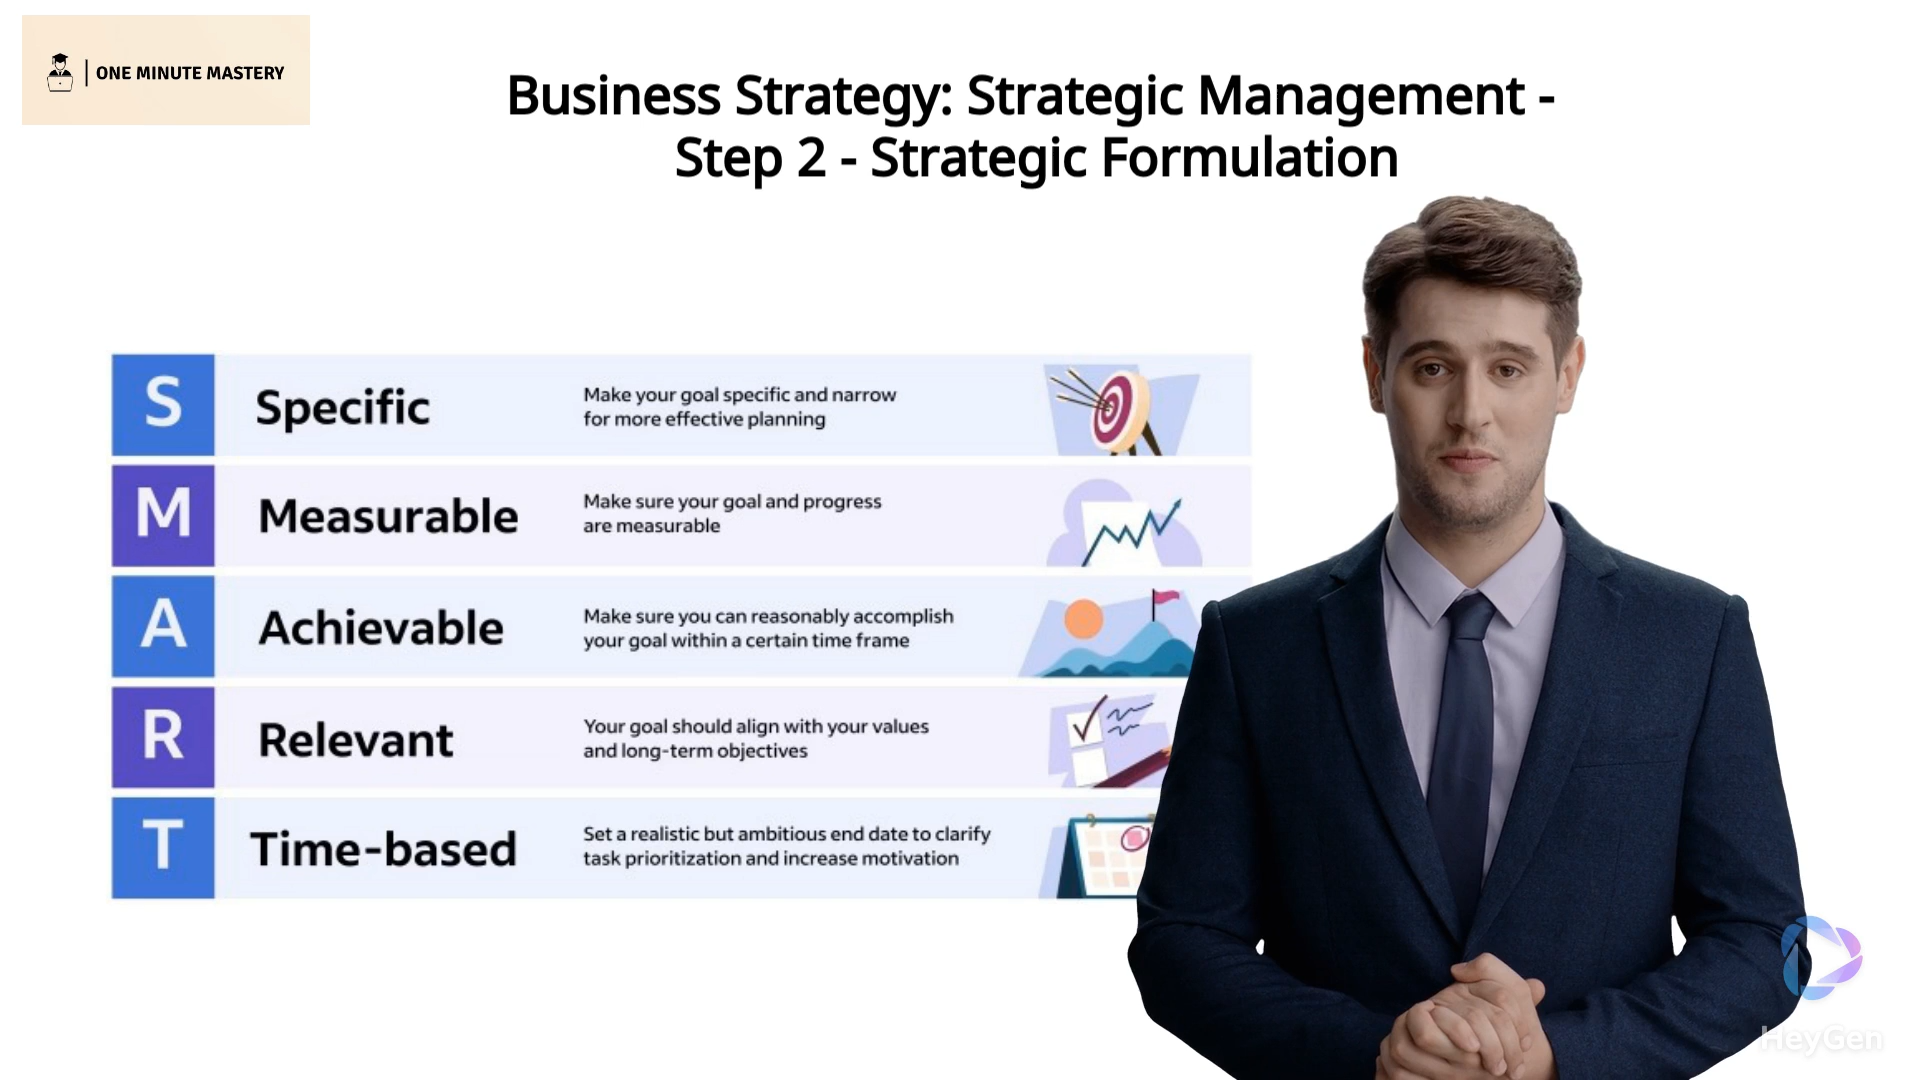 ONE MINUTE MASTERY
Business Strategy: Strategic Management -
Step 2 - Strategic Formulation
S
Specific
Make your goal specific and narrow
for more effective planning
M
Measurable
Make sure your goal and progress
are measurable
A
Achievable
Make sure you can reasonably accomplish
your goal within a certain time frame
R
Relevant
Your goal should align with your values
and long-term objectives
T
Time-based
Set a realistic but ambitious end date to clarify
task prioritization and increase motivation
HeyGen